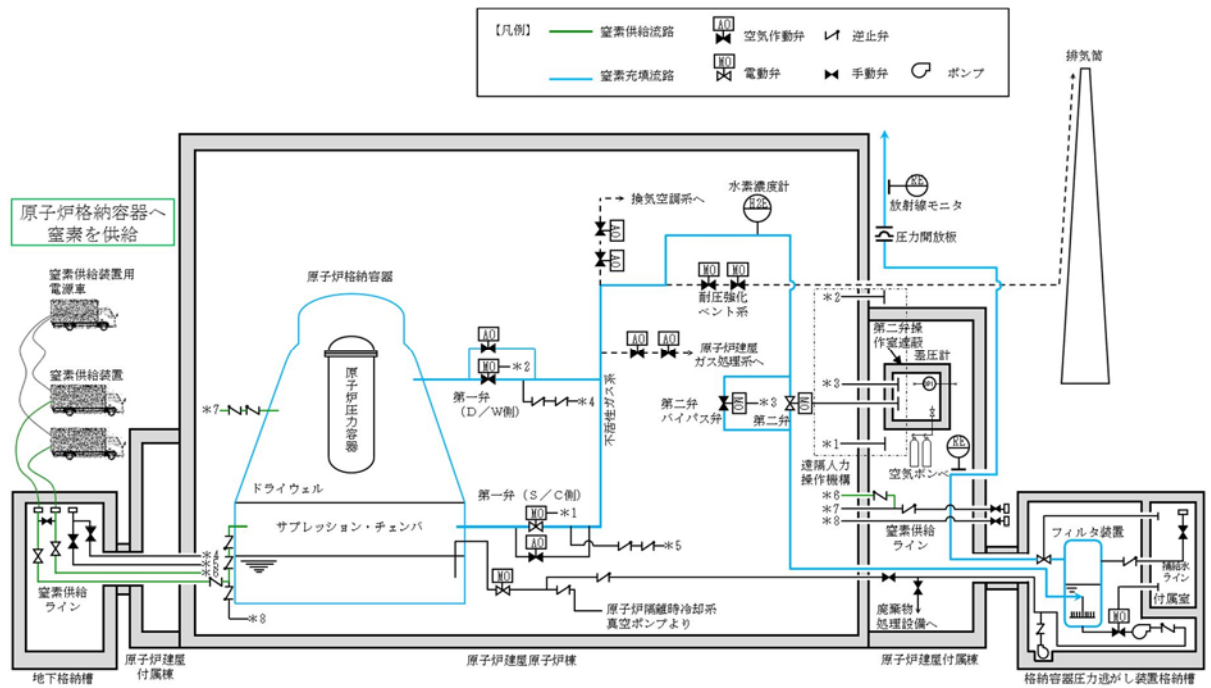 【凡例】
窒素供給流路
AO
空気作動弁
逆止弁
窒素充填流路
MO
電動弁
手動弁
ポンプ
排気筒
原子炉格納容器へ
窒素を供給
窒素供給装置用
電源車
窒素供給装置
原子炉格納容器
原子炉圧力容器
ドライウェル
サプレッション・チェンバ
*7
AO
MO
*2
第一弁
(D/W側)
*4
第一弁(S/C側)
MO
*1
AO
*5
不活性ガス系
換気空調系へ
AO
AO
水素濃度計
H2E
MO
MO
耐圧強化
ベント系
AO
AO
原子炉建屋
ガス処理系へ
第二弁
バイパス弁
MO
*3
第二弁
MO
RE
放射線モニタ
圧力開放板
*2
第二弁操
作室遮蔽
差圧計
*3
*1
遠隔人力
操作機構
空気ボンベ
RE
*6
*7
*8
窒素供給
ライン
フィルタ装置
補給水
ライン
付属室
MO
窒素供給
ライン
*4
*8
MO
原子炉隔離時冷却系
真空ポンプより
廃棄物
処理設備へ
地下格納槽
原子炉建屋
付属棟
原子炉建屋原子炉棟
原子炉建屋付属棟
格納容器圧力逃がし装置格納槽